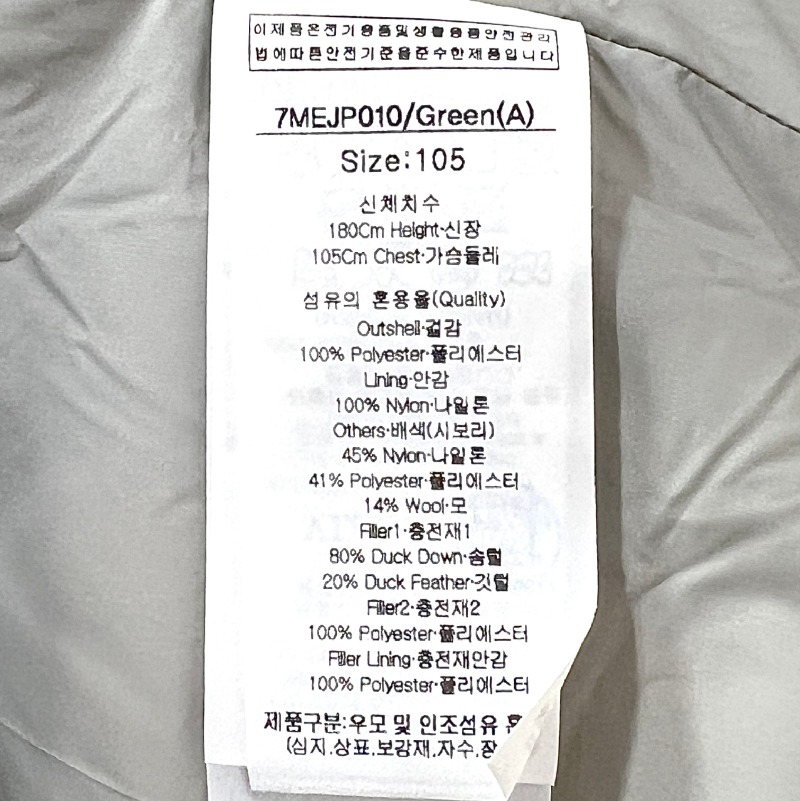 이제품은전기용품및생활용품안전관리
법에따른안전기준을준수한제품입니다
7MEJP010/Green(A)
Size:105
신체치수
180Cm Height·신장
105Cm Chest·가슴둘레
섬유의 혼용율(Quality)
Outshell·겉감
100% Polyester·폴리에스터
Lining·안감
100% Nylon·나일론
Others·배색(시보리)
45% Nylon·나일론
41% Polyester·폴리에스터
14% Wool·모
Filler1·충전재1
80% Duck Down·솜털
20% Duck Feather·깃털
Filler2·충전재2
100% Polyester·폴리에스터
Filler Lining·충전재안감
100% Polyester·폴리에스터
제품구분:우모 및 인조섬유
(심지,상표,보강재,자수,장